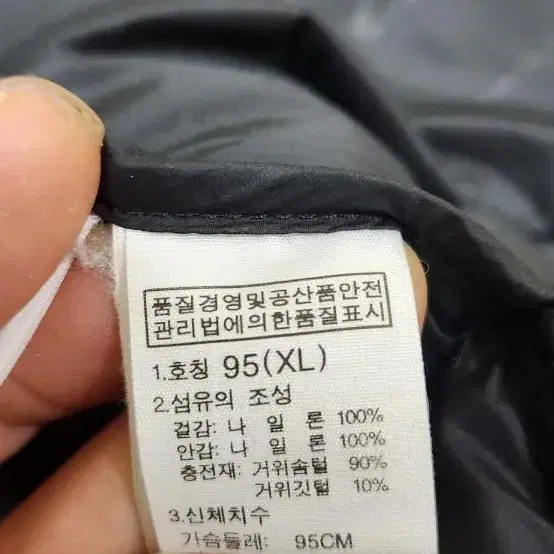 품질경영및공산품안전
관리법에의한품질표시
1.호칭 95(XL)
2.섬유의 조성
겉감: 나 일 론 100%
안감: 나 일 론 100%
충전재: 거위솜털 90%
거위깃털 10%
3.신체치수
가슴둘레: 95CM